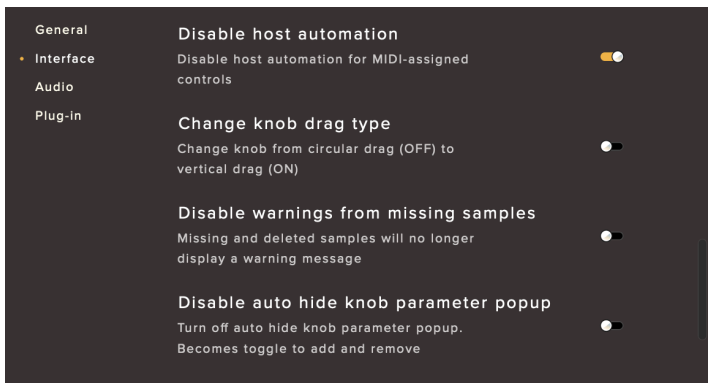 General
Interface
Audio
Plug-in
Disable host automation
Disable host automation for MIDI-assigned
controls
Change knob drag type
Change knob from circular drag (OFF) to
vertical drag (ON)
Disable warnings from missing samples
Missing and deleted samples will no longer
display a warning message
Disable auto hide knob parameter popup
Turn off auto hide knob parameter popup.
Becomes toggle to add and remove